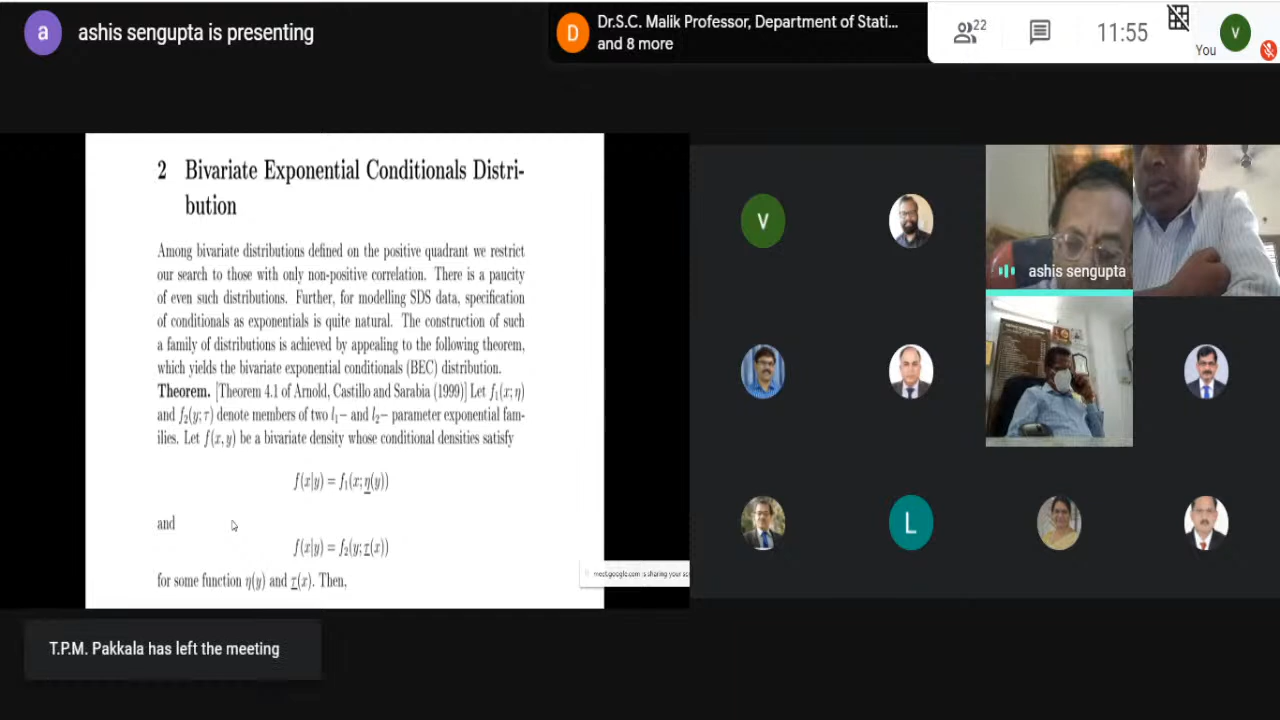 a ashis sengupta is presenting
D Dr.S.C. Malik Professor, Department of Stati...
and 8 more
22
11:55
You
V
2 Bivariate Exponential Conditionals Distri-
bution
Among bivariate distributions defined on the positive quadrant we restrict
our search to those with only non-positive correlation. There is a paucity
of even such distributions. Further, for modelling SDS data, specification
of conditionals as exponentials is quite natural. The construction of such
a family of distributions is achieved by appealing to the following theorem,
which yields the bivariate exponential conditionals (BEC) distribution.
Theorem. [Theorem 4.1 of Arnold, Castillo and Sarabia (1999)] Let f₁(x; η)
and f₂(y; τ) denote members of two l₁− and l₂− parameter exponential fam-
ilies. Let f(x, y) be a bivariate density whose conditional densities satisfy
f(x|y) = f₁(x; η(y))
and
f(x|y) = f₂(y; τ(x))
for some function η(y) and τ(x). Then,
meet.google.com is sharing your sc
V
ashis sengupta
L
T.P.M. Pakkala has left the meeting